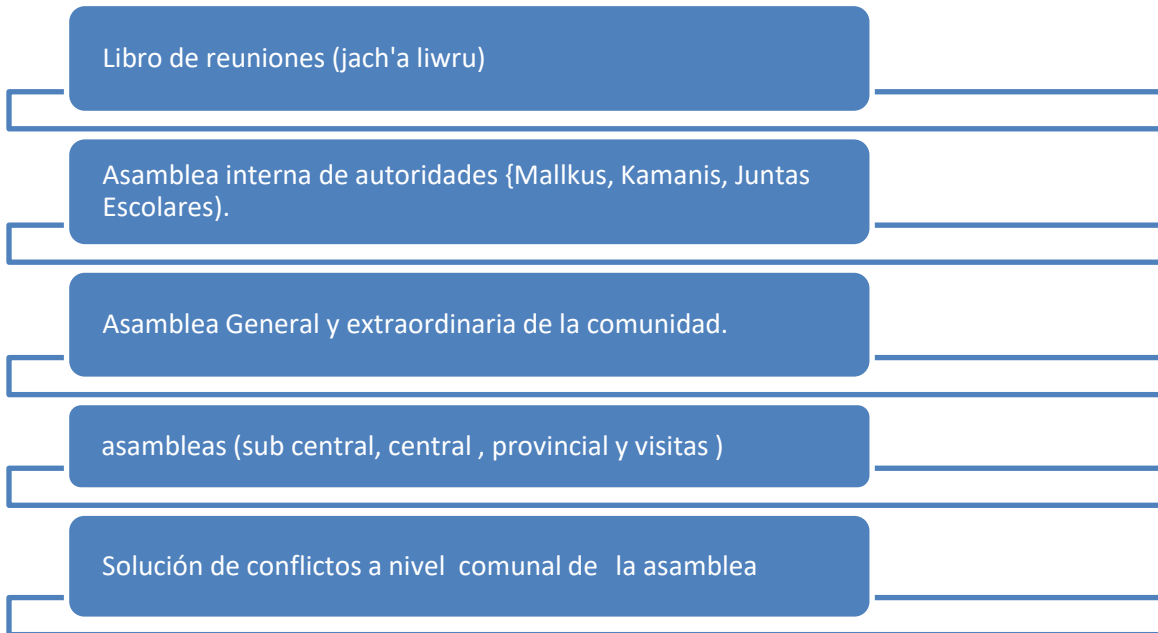 Libro de reuniones (jach'a liwru)
Asamblea interna de autoridades {Mallkus, Kamanis, Juntas
Escolares).
Asamblea General y extraordinaria de la comunidad.
asambleas (sub central, central , provincial y visitas )
Solución de conflictos a nivel comunal de la asamblea